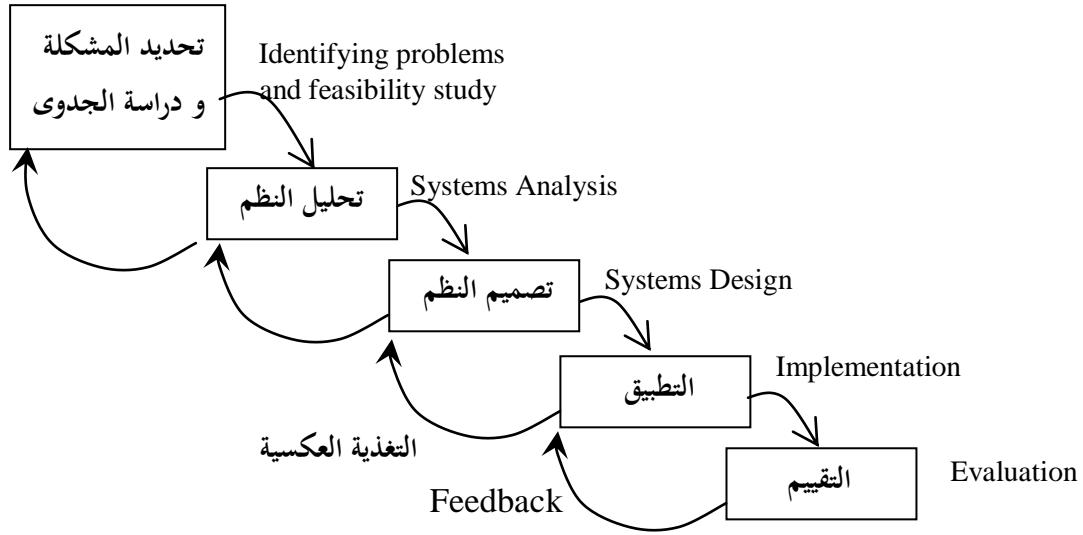 تحديد المشكلة
و دراسة الجدوى
Identifying problems
and feasibility study
تحليل النظم
Systems Analysis
تصميم النظم
Systems Design
التطبيق
Implementation
التغذية العكسية
التقييم
Evaluation
Feedback